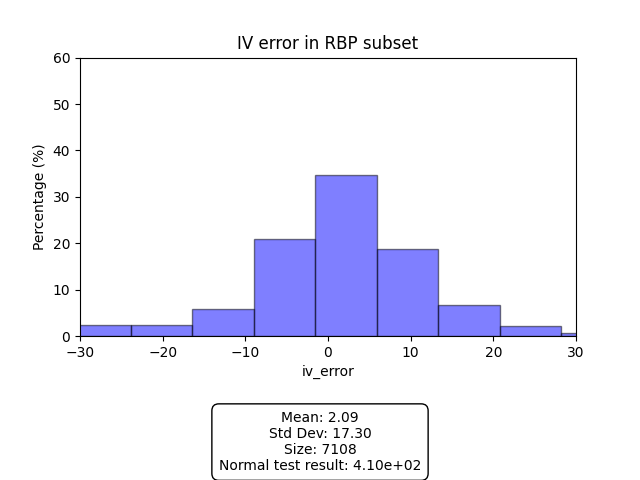 IV error in RBP subset
60
50
40
30
20
10
0
Percentage (%)
−30 −20 −10 0 10 20 30
iv_error
Mean: 2.09
Std Dev: 17.30
Size: 7108
Normal test result: 4.10e+02